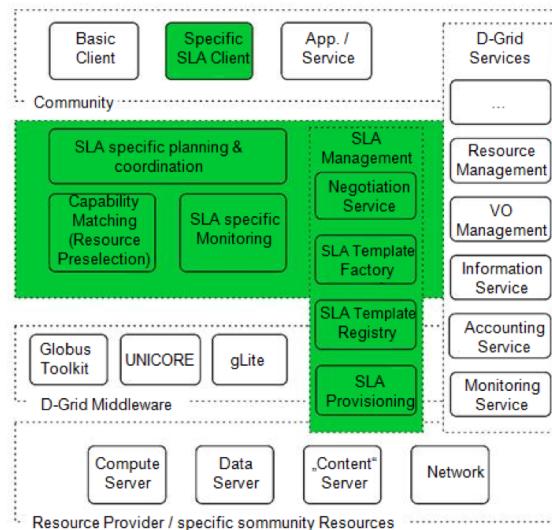 Basic
Client
Specific
SLA Client
App. /
Service
Community
D-Grid
Services
...
Resource
Management
VO
Management
Information
Service
Accounting
Service
Monitoring
Service
SLA specific planning &
coordination
Capability
Matching
(Resource
Preselection)
SLA specific
Monitoring
SLA
Management
Negotiation
Service
SLA Template
Factory
SLA Template
Registry
SLA
Provisioning
Globus
Toolkit
UNICORE
gLite
D-Grid Middleware
Compute
Server
Data
Server
„Content“
Server
Network
Resource Provider / specific sommunity Resources